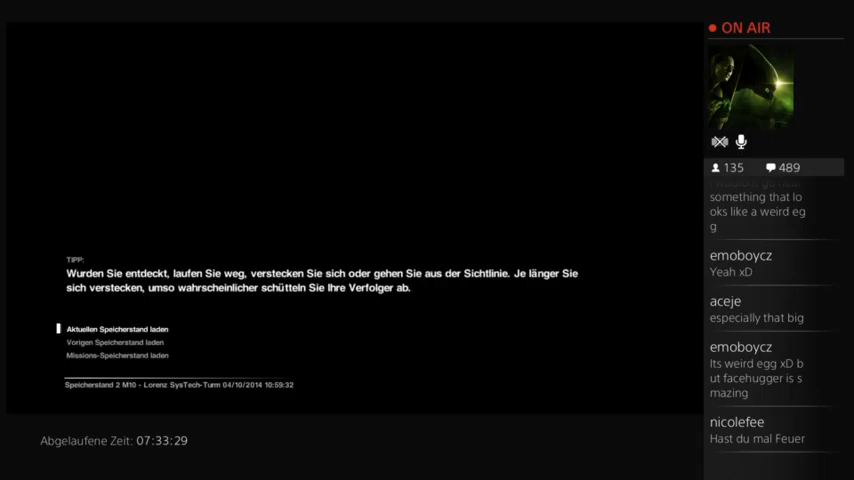 ON AIR
135 489
something that lo
oks like a weird eg
g
emoboycz
Yeah xD
aceje
especially that big
emoboycz
Its weird egg xD b
ut facehugger is s
mazing
nicolefee
Hast du mal Feuer
TIPP:
Wurden Sie entdeckt, laufen Sie weg, verstecken Sie sich oder gehen Sie aus der Sichtlinie. Je länger Sie
sich verstecken, umso wahrscheinlicher schütteln Sie Ihre Verfolger ab.
Aktuellen Speicherstand laden
Vorigen Speicherstand laden
Missions-Speicherstand laden
Speicherstand 2 M10 - Lorenz SysTech-Turm 04/10/2014 10:59:32
Abgelaufene Zeit: 07:33:29